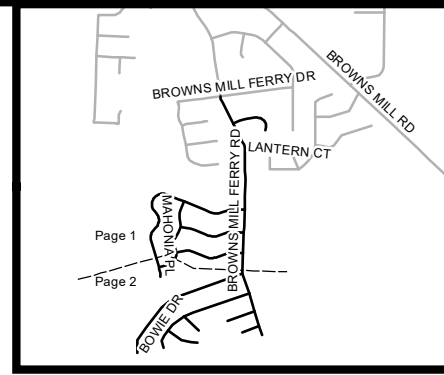 BROWNS MILL FERRY DR
BROWNS MILL RD
LANTERN CT
BROWNS MILL FERRY RD
MAHONIA PL
Page 1
Page 2
BOWIE DR